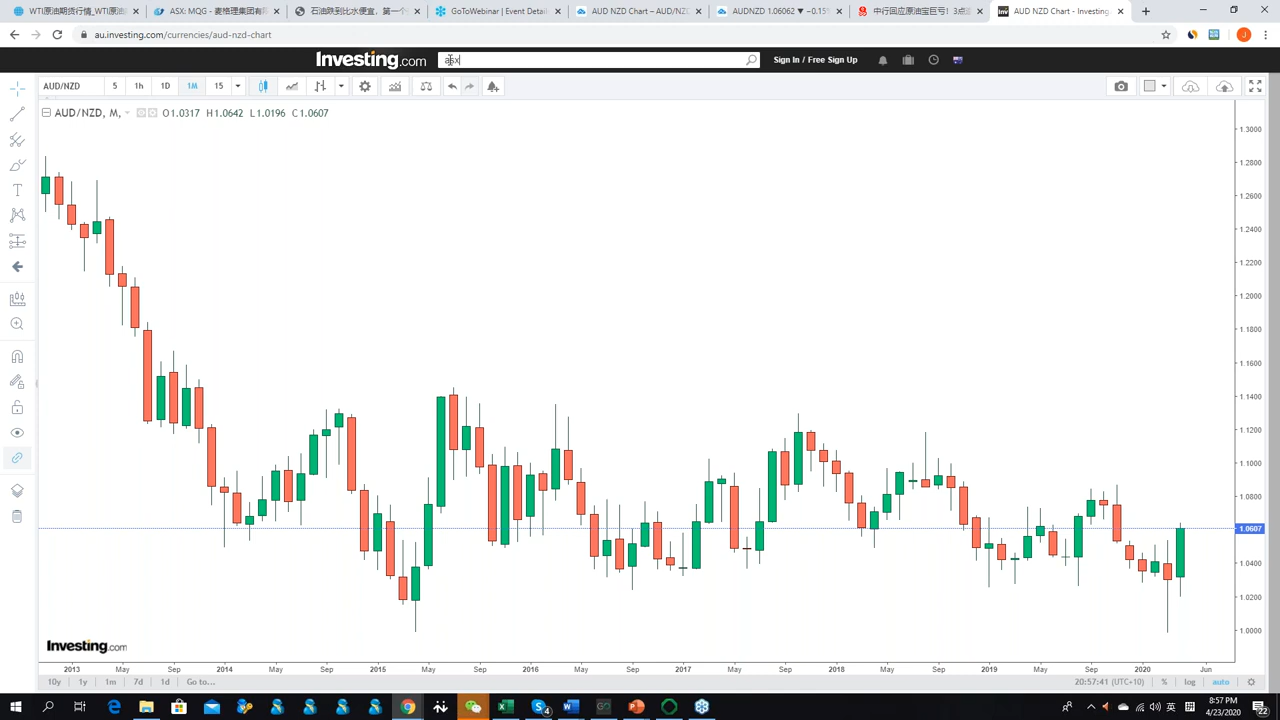 WTI原油期货行情_WTI原
ASX: MQG - 麦格理集团有限
石油跌到比水便宜，第一个
GoToWebinar | Event Detail
AUD NZD Chart – AUD/NZ
AUDNZD 1.06062 ▼ −0.15%
中行回应原油宝巨亏！3点
AUD NZD Chart - Investing
au.investing.com/currencies/aud-nzd-chart
Investing.com
asx
Sign In / Free Sign Up
AUD/NZD 5 1h 1D 1M 15
AUD/NZD, M, O1.0317 H1.0642 L1.0196 C1.0607
1.3000
1.2800
1.2600
1.2400
1.2200
1.2000
1.1800
1.1600
1.1400
1.1200
1.1000
1.0800
1.0607
1.0400
1.0200
1.0000
Investing.com
2013 May Sep 2014 May Sep 2015 May Sep 2016 May Sep 2017 May Sep 2018 May Sep 2019 May Sep 2020 Jun
10y 1y 1m 7d 1d Go to... 20:57:41 (UTC+10) % log auto
英
8:57 PM
4/23/2020
22